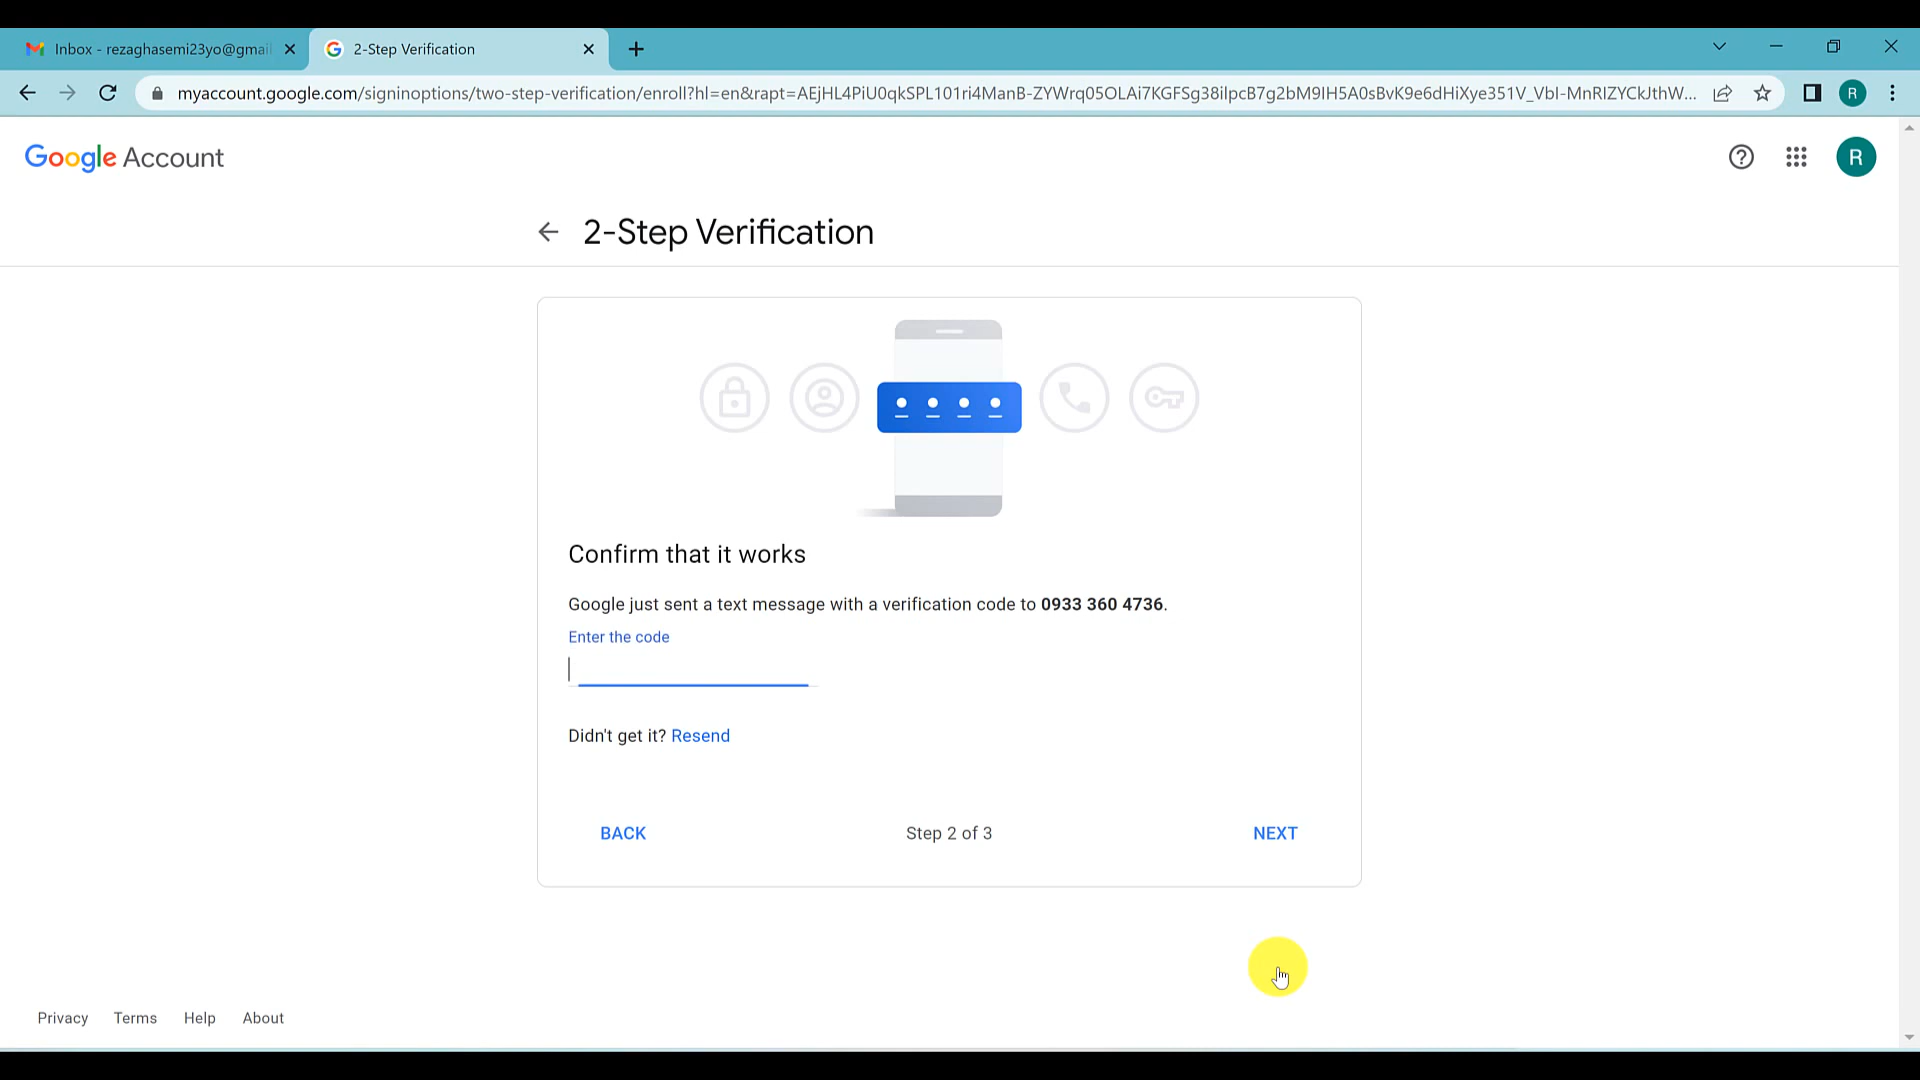 Inbox - rezaghasemi23yo@gmail
2-Step Verification
myaccount.google.com/signinoptions/two-step-verification/enroll?hl=en&rapt=AEjHL4PiU0qkSPL101ri4ManB-ZYWrq05OLAi7KGFSg38ilpcB7g2bM9IH5A0sBvK9e6dHiXye351V_VbI-MnRIZYCkJthW...
R
Google Account
R
2-Step Verification
Confirm that it works
Google just sent a text message with a verification code to 0933 360 4736.
Enter the code
Didn't get it? Resend
BACK Step 2 of 3 NEXT
Privacy Terms Help About